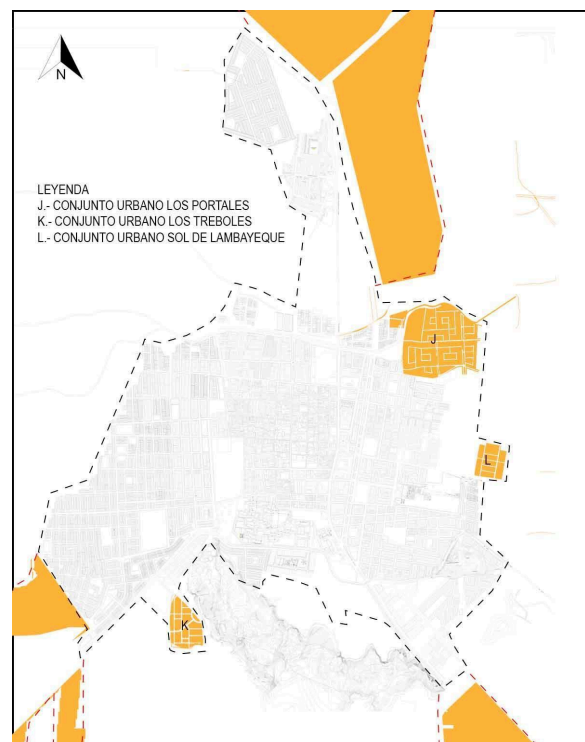 N
LEYENDA
J.- CONJUNTO URBANO LOS PORTALES
K.- CONJUNTO URBANO LOS TREBOLES
L.- CONJUNTO URBANO SOL DE LAMBAYEQUE
J
L
K